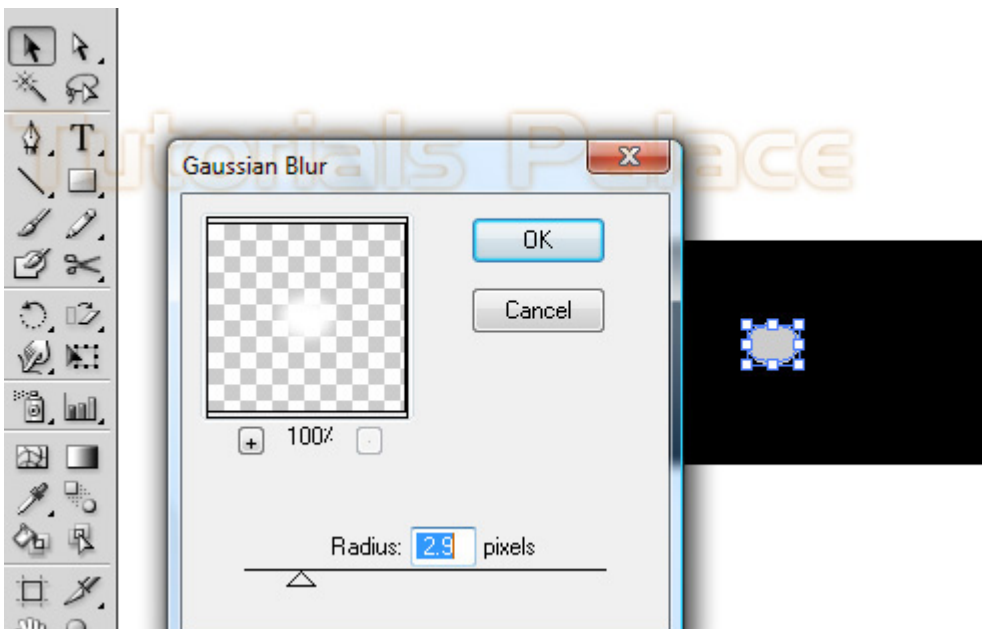 Tutorials Palace
Gaussian Blur
OK
Cancel
100%
Radius: 2.9 pixels